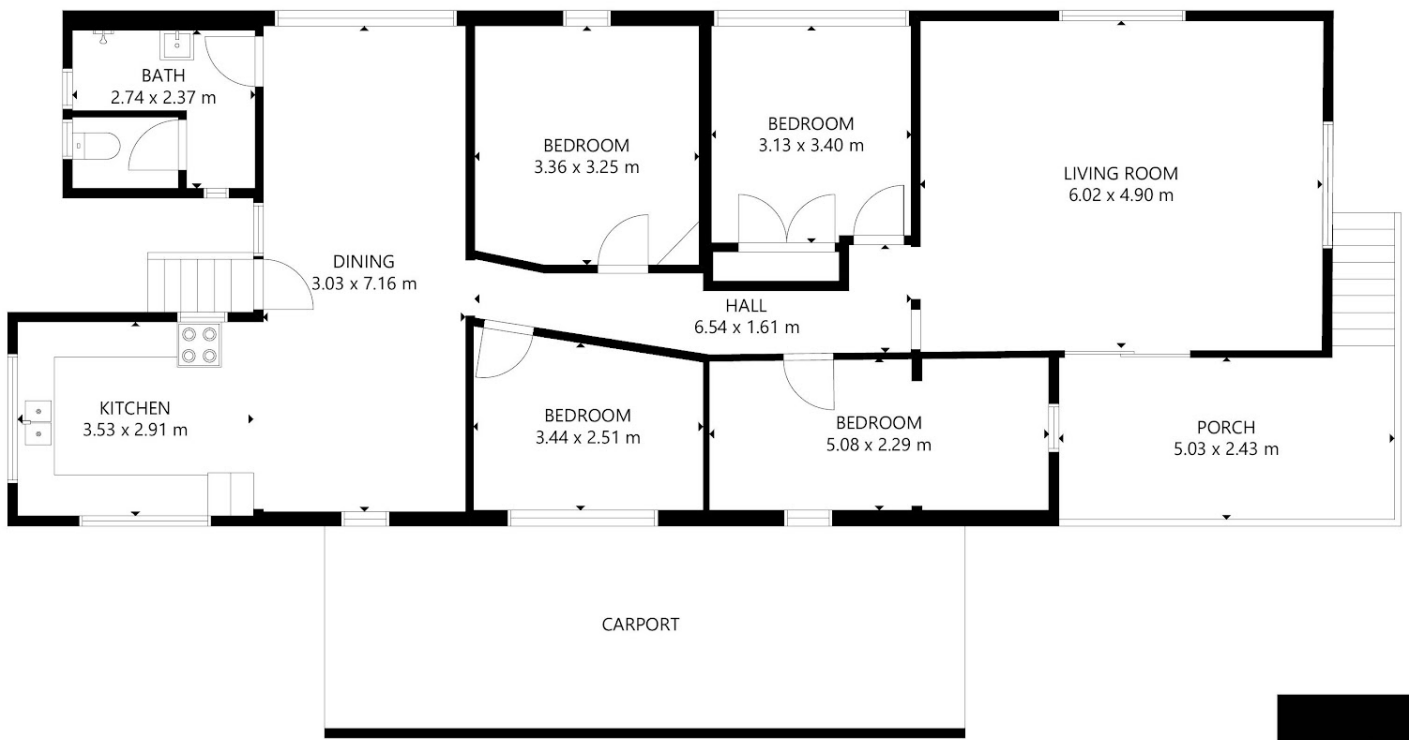 BATH
2.74 x 2.37 m
BEDROOM
3.36 x 3.25 m
BEDROOM
3.13 x 3.40 m
LIVING ROOM
6.02 x 4.90 m
DINING
3.03 x 7.16 m
HALL
6.54 x 1.61 m
KITCHEN
3.53 x 2.91 m
BEDROOM
3.44 x 2.51 m
BEDROOM
5.08 x 2.29 m
PORCH
5.03 x 2.43 m
CARPORT